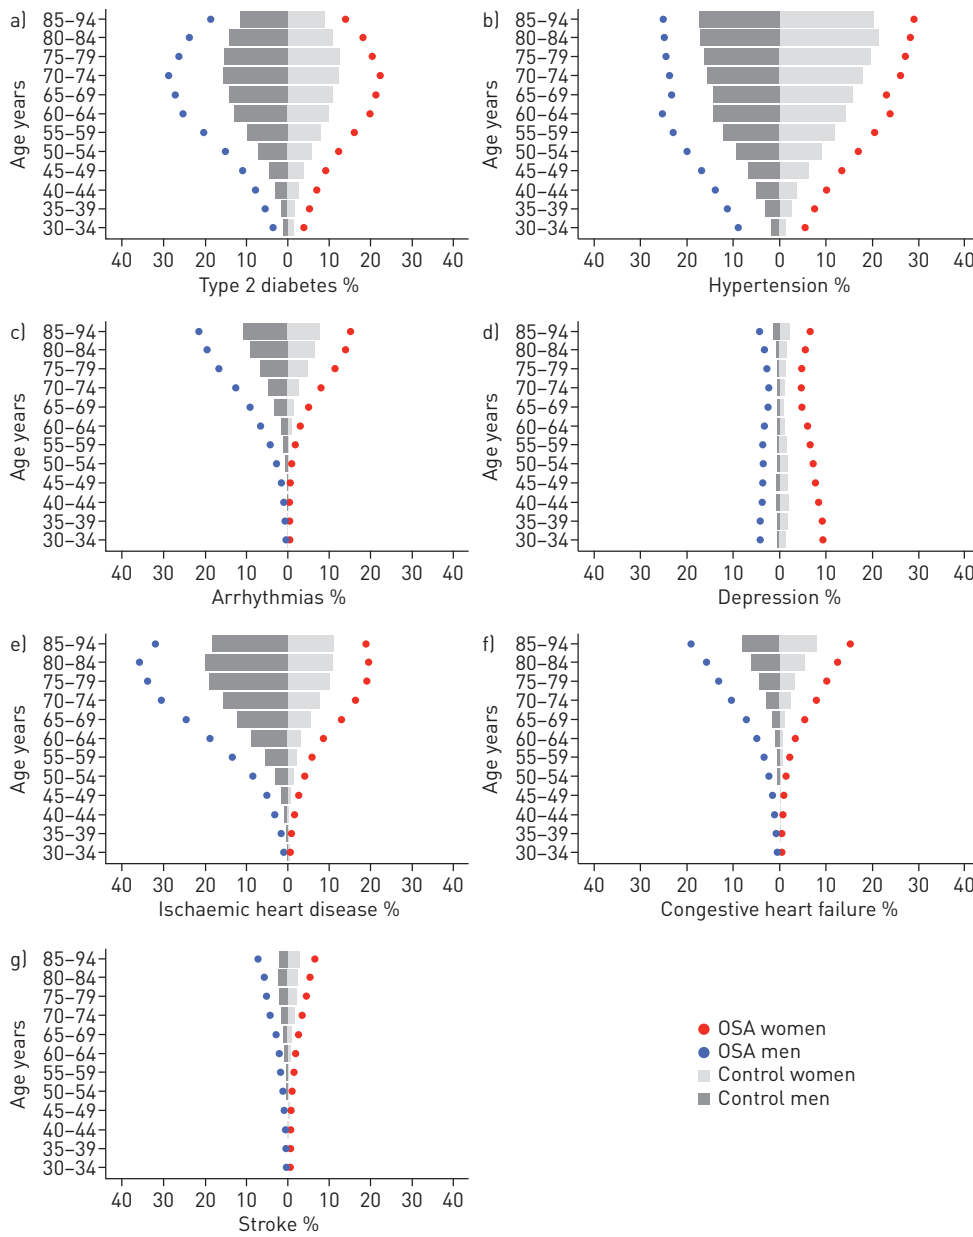 a)
Age years
85–94
80–84
75–79
70–74
65–69
60–64
55–59
50–54
45–49
40–44
35–39
30–34
40 30 20 10 0 10 20 30 40
Type 2 diabetes %
b)
Age years
85–94
80–84
75–79
70–74
65–69
60–64
55–59
50–54
45–49
40–44
35–39
30–34
40 30 20 10 0 10 20 30 40
Hypertension %
c)
Age years
85–94
80–84
75–79
70–74
65–69
60–64
55–59
50–54
45–49
40–44
35–39
30–34
40 30 20 10 0 10 20 30 40
Arrhythmias %
d)
Age years
85–94
80–84
75–79
70–74
65–69
60–64
55–59
50–54
45–49
40–44
35–39
30–34
40 30 20 10 0 10 20 30 40
Depression %
e)
Age years
85–94
80–84
75–79
70–74
65–69
60–64
55–59
50–54
45–49
40–44
35–39
30–34
40 30 20 10 0 10 20 30 40
Ischaemic heart disease %
f)
Age years
85–94
80–84
75–79
70–74
65–69
60–64
55–59
50–54
45–49
40–44
35–39
30–34
40 30 20 10 0 10 20 30 40
Congestive heart failure %
g)
Age years
85–94
80–84
75–79
70–74
65–69
60–64
55–59
50–54
45–49
40–44
35–39
30–34
40 30 20 10 0 10 20 30 40
Stroke %
OSA women
OSA men
Control women
Control men